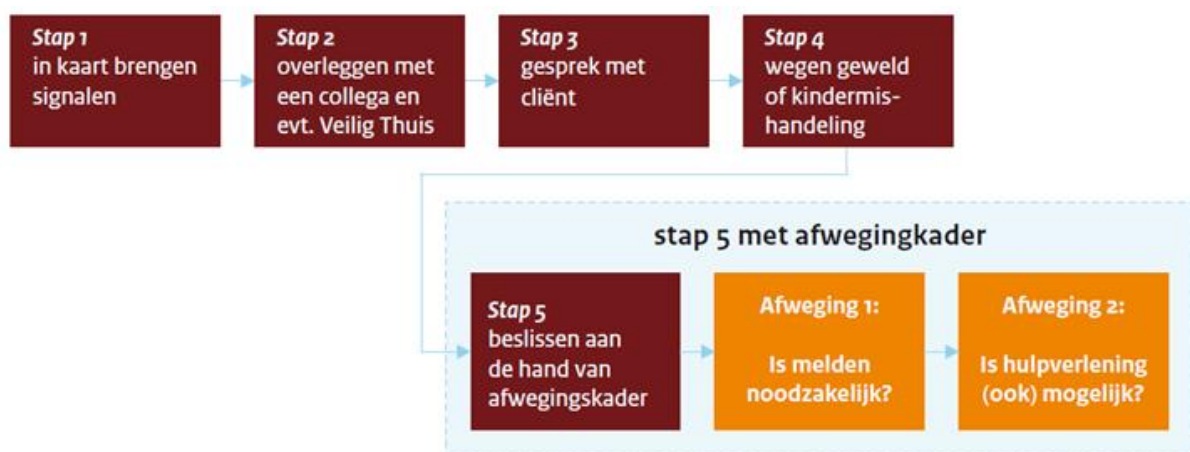 Stap 1
in kaart brengen
signalen
Stap 2
overleggen met
een collega en
evt. Veilig Thuis
Stap 3
gesprek met
cliënt
Stap 4
wegen geweld
of kindermis-
handeling
stap 5 met afwegingkader
Stap 5
beslissen aan
de hand van
afwegingskader
Afweging 1:
Is melden
noodzakelijk?
Afweging 2:
Is hulpverlening
(ook) mogelijk?